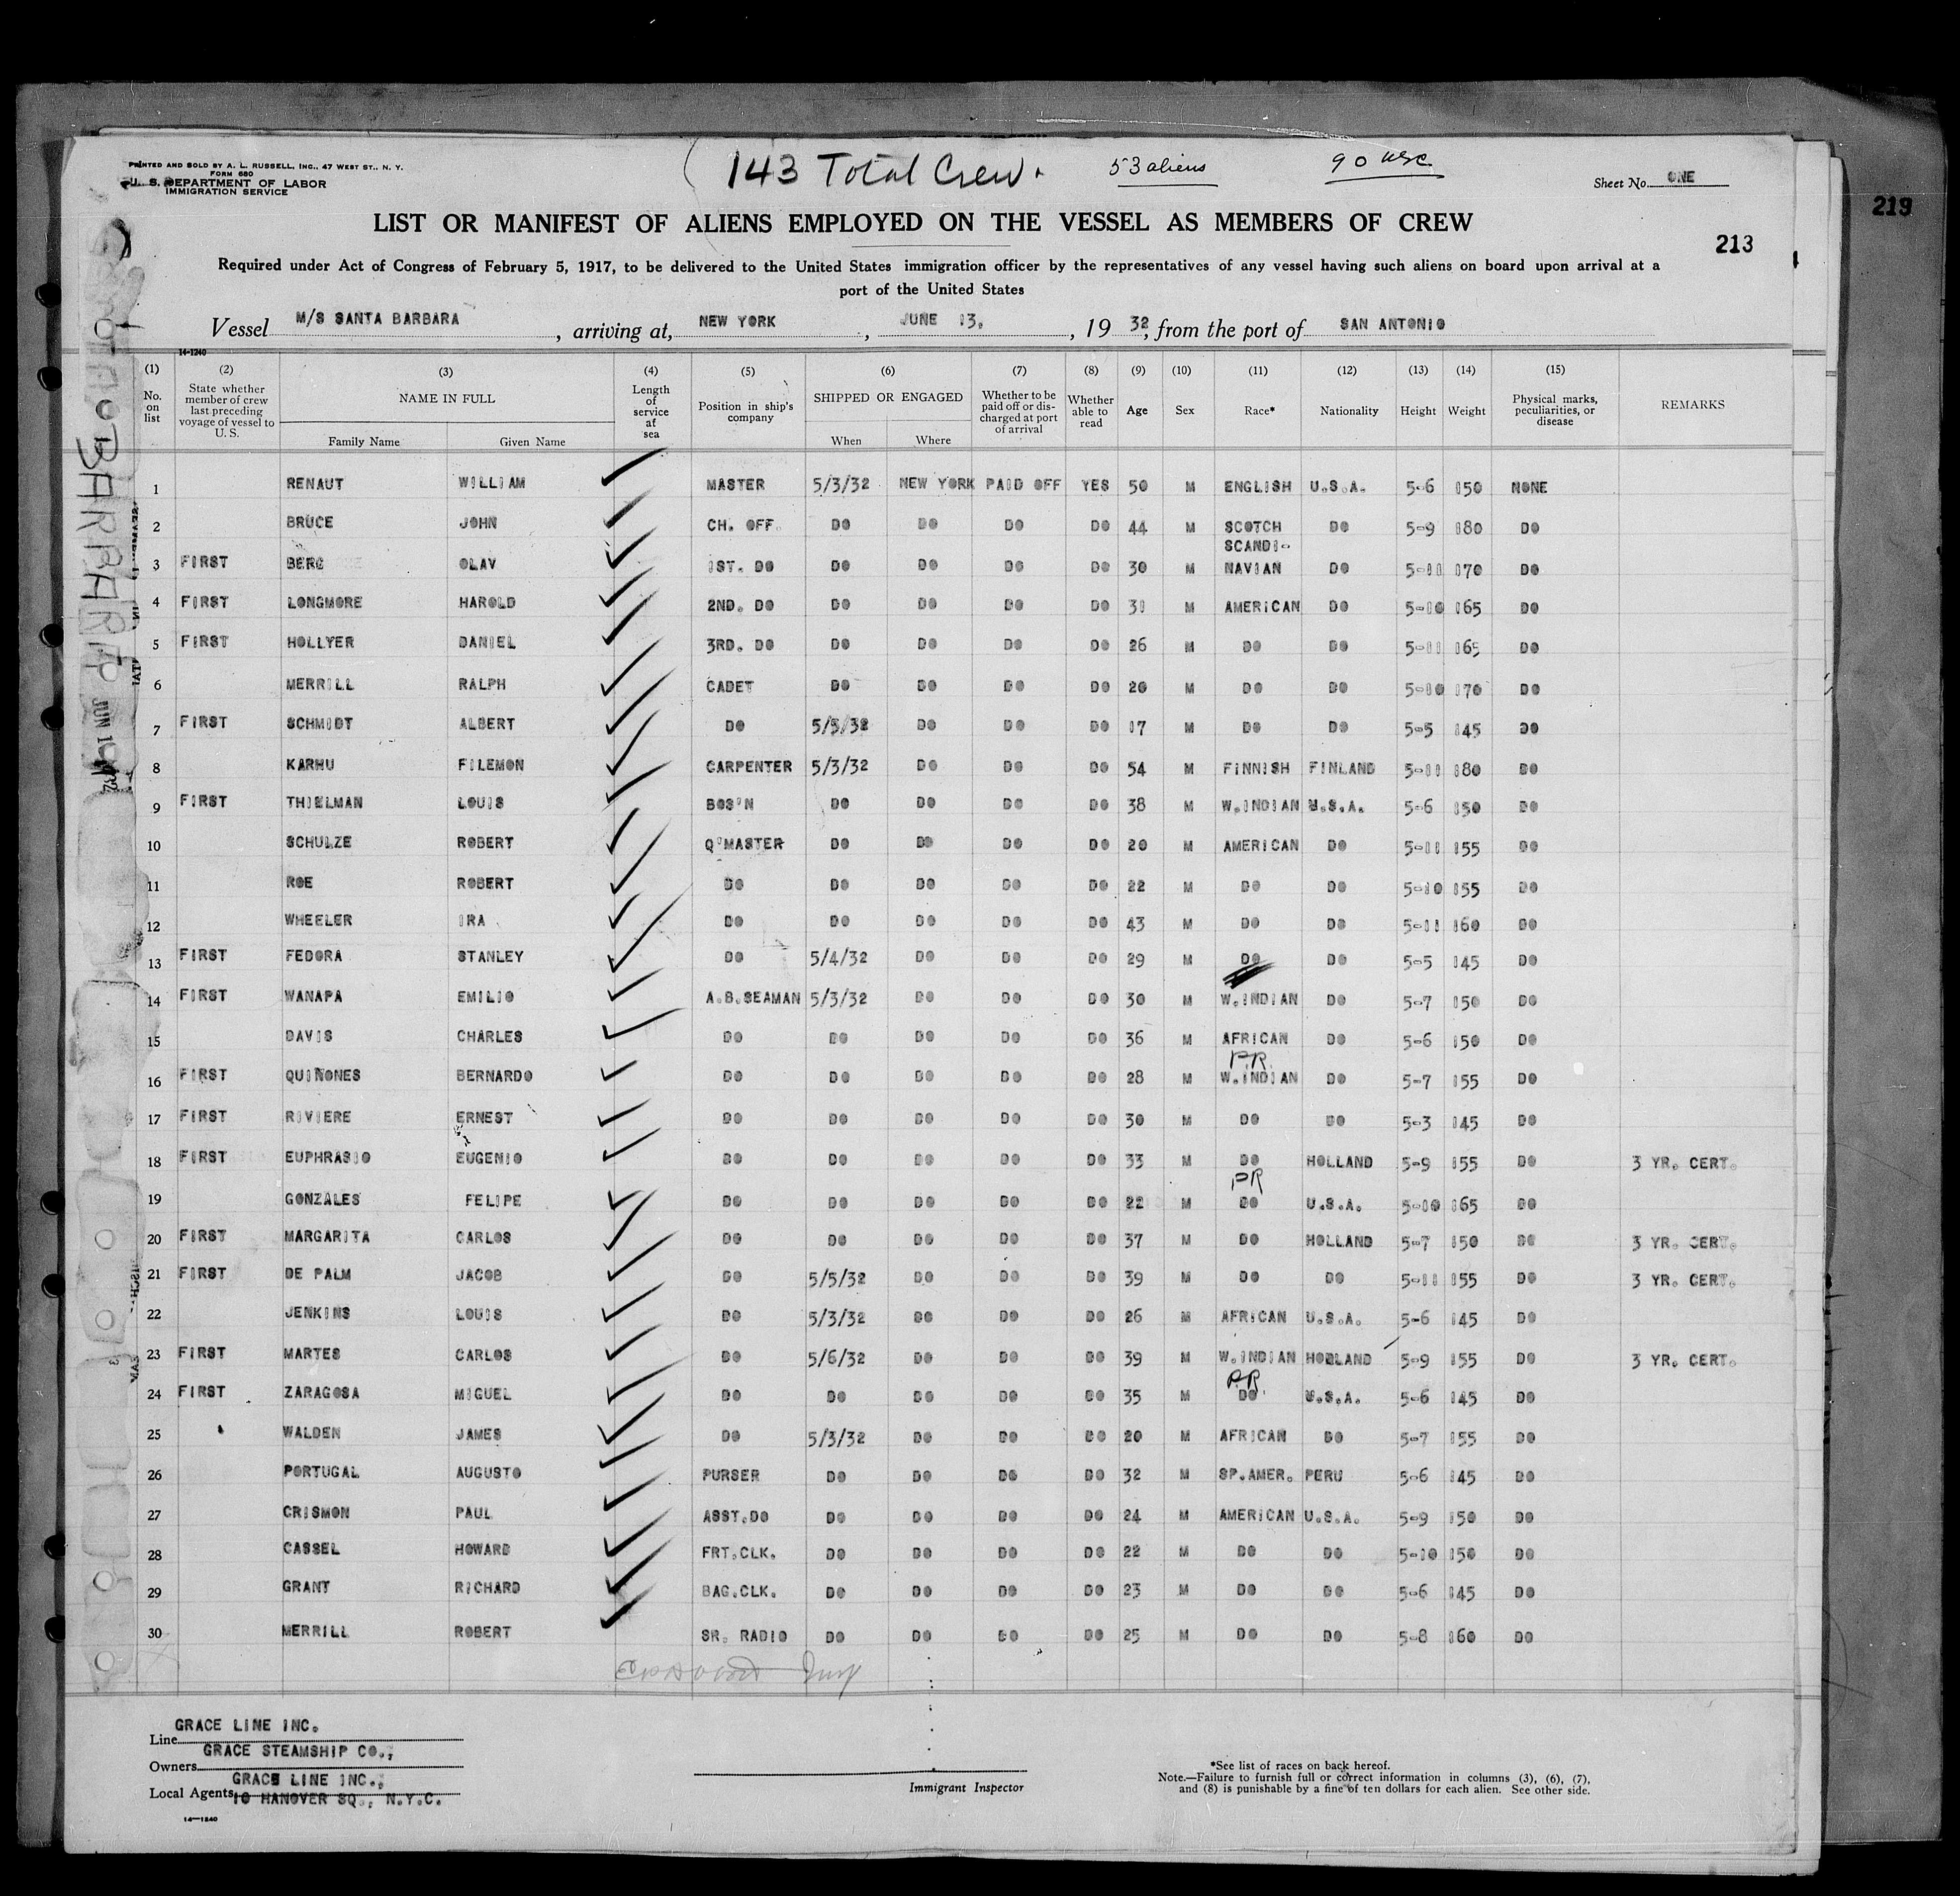 PRINTED AND SOLD BY A. L. RUSSELL, INC., 47 WEST ST., N. Y.
FORM 680
U. S. DEPARTMENT OF LABOR
IMMIGRATION SERVICE
143 Total Crew. 53 aliens 90 usc
Sheet No. ONE
219
LIST OR MANIFEST OF ALIENS EMPLOYED ON THE VESSEL AS MEMBERS OF CREW
213
Required under Act of Congress of February 5, 1917, to be delivered to the United States immigration officer by the representatives of any vessel having such aliens on board upon arrival at a
port of the United States
Vessel M/S SANTA BARBARA, arriving at, NEW YORK, JUNE 13, 1932, from the port of SAN ANTONIO
14-1240
(1) No. on list (2) State whether member of crew last preceding voyage of vessel to U. S. (3) NAME IN FULL Family Name Given Name (4) Length of service at sea (5) Position in ship's company (6) SHIPPED OR ENGAGED When Where (7) Whether to be paid off or discharged at port of arrival (8) Whether able to read (9) Age (10) Sex (11) Race* (12) Nationality (13) Height (14) Weight (15) Physical marks, peculiarities, or disease REMARKS
1 RENAUT WILLIAM MASTER 5/3/32 NEW YORK PAID OFF YES 50 M ENGLISH U.S.A. 5-6 150 NONE
2 BRUCE JOHN CH. OFF. DO DO DO DO 44 M SCOTCH DO 5-9 180 DO
3 FIRST BERG OLAV 1ST. DO DO DO DO DO 30 M SCANDI-NAVIAN DO 5-11 170 DO
4 FIRST LONGMORE HAROLD 2ND. DO DO DO DO DO 31 M AMERICAN DO 5-10 165 DO
5 FIRST HOLLYER DANIEL 3RD. DO DO DO DO DO 26 M DO DO 5-11 165 DO
6 MERRILL RALPH CADET DO DO DO DO 20 M DO DO 5-10 170 DO
7 FIRST SCHMIDT ALBERT DO 5/5/32 DO DO DO 17 M DO DO 5-5 145 DO
8 KARHU FILEMON CARPENTER 5/3/32 DO DO DO 54 M FINNISH FINLAND 5-11 180 DO
9 FIRST THIELMAN LOUIS BOS'N DO DO DO DO 38 M W.INDIAN U.S.A. 5-6 150 DO
10 SCHULZE ROBERT Q'MASTER DO DO DO DO 20 M AMERICAN DO 5-11 155 DO
11 ROE ROBERT DO DO DO DO DO 22 M DO DO 5-10 155 DO
12 WHEELER IRA DO DO DO DO DO 43 M DO DO 5-11 160 DO
13 FIRST FEDORA STANLEY DO 5/4/32 DO DO DO 29 M DO DO 5-5 145 DO
14 FIRST WANAPA EMILIO A.B.SEAMAN 5/3/32 DO DO DO 30 M W.INDIAN DO 5-7 150 DO
15 DAVIS CHARLES DO DO DO DO DO 36 M AFRICAN DO 5-6 150 DO
16 FIRST QUINONES BERNARDO DO DO DO DO DO 28 M P.R. W.INDIAN DO 5-7 155 DO
17 FIRST RIVIERE ERNEST DO DO DO DO DO 30 M DO DO 5-3 145 DO
18 FIRST EUPHRASIO EUGENIO DO DO DO DO DO 33 M DO HOLLAND 5-9 155 DO 3 YR. CERT.
19 GONZALES FELIPE DO DO DO DO DO 22 M PR DO U.S.A. 5-10 165 DO
20 FIRST MARGARITA CARLOS DO DO DO DO DO 37 M DO HOLLAND 5-7 150 DO 3 YR. CERT.
21 FIRST DE PALM JACOB DO 5/5/32 DO DO DO 39 M DO DO 5-11 155 DO 3 YR. CERT.
22 JENKINS LOUIS DO 5/3/32 DO DO DO 26 M AFRICAN U.S.A. 5-6 145 DO
23 FIRST MARTES CARLOS DO 5/6/32 DO DO DO 39 M W.INDIAN HOLLAND 5-9 155 DO 3 YR. CERT.
24 FIRST ZARAGOSA MIGUEL DO DO DO DO DO 35 M P.R. DO U.S.A. 5-6 145 DO
25 WALDEN JAMES DO 5/3/32 DO DO DO 20 M AFRICAN DO 5-7 155 DO
26 PORTUGAL AUGUSTO PURSER DO DO DO DO 32 M SP.AMER. PERU 5-6 145 DO
27 CRISMON PAUL ASST.DO DO DO DO DO 24 M AMERICAN U.S.A. 5-9 150 DO
28 CASSEL HOWARD FRT.CLK. DO DO DO DO 22 M DO DO 5-10 150 DO
29 GRANT RICHARD BAG.CLK. DO DO DO DO 23 M DO DO 5-6 145 DO
30 MERRILL ROBERT SR. RADIO DO DO DO DO 25 M DO DO 5-8 160 DO
Line GRACE LINE INC.
Owners GRACE STEAMSHIP CO.,
Local Agents GRACE LINE INC.,
10 HANOVER SQ., N.Y.C.
14-1240
Immigrant Inspector
*See list of races on back hereof.
Note.—Failure to furnish full or correct information in columns (3), (6), (7),
and (8) is punishable by a fine of ten dollars for each alien. See other side.